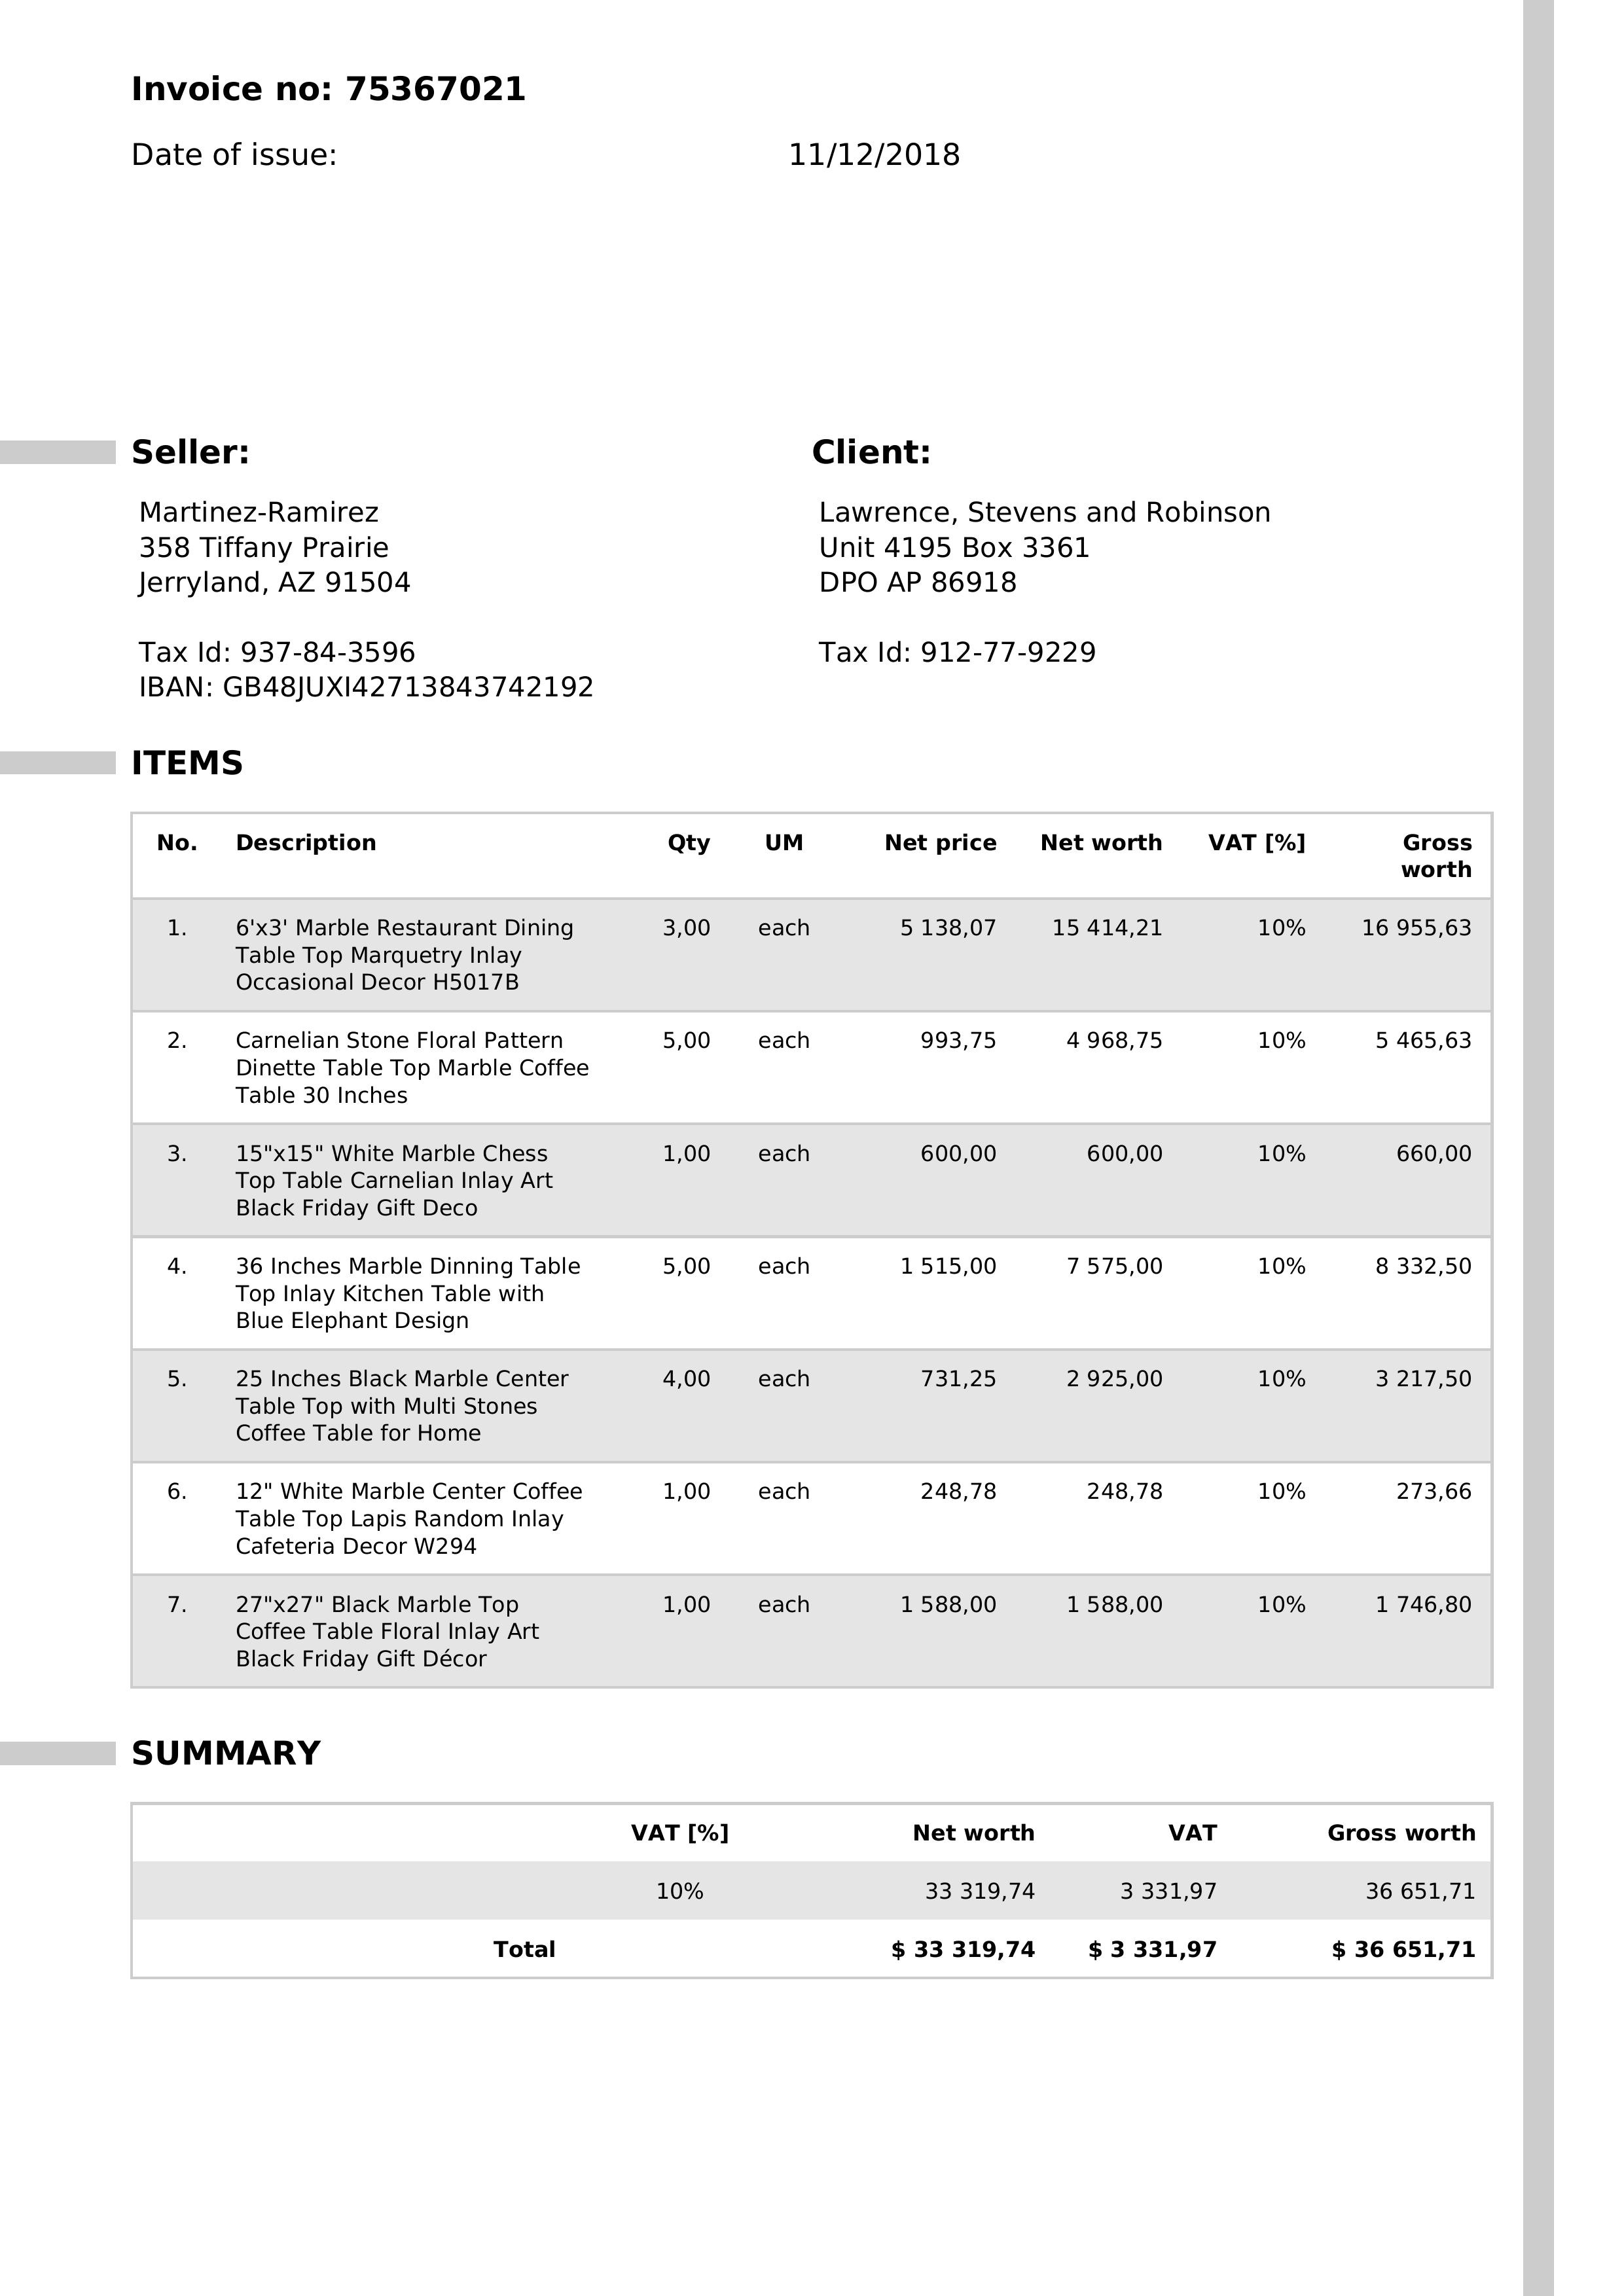 Invoice no: 75367021
Date of issue: 11/12/2018
Seller:
Martinez-Ramirez
358 Tiffany Prairie
Jerryland, AZ 91504
Tax Id: 937-84-3596
IBAN: GB48JUXI42713843742192
Client:
Lawrence, Stevens and Robinson
Unit 4195 Box 3361
DPO AP 86918
Tax Id: 912-77-9229
ITEMS
No. Description Qty UM Net price Net worth VAT [%] Gross
worth
1. 6'x3' Marble Restaurant Dining 3,00 each 5 138,07 15 414,21 10% 16 955,63
Table Top Marquetry Inlay
Occasional Decor H5017B
2. Carnelian Stone Floral Pattern 5,00 each 993,75 4 968,75 10% 5 465,63
Dinette Table Top Marble Coffee
Table 30 Inches
3. 15"x15" White Marble Chess 1,00 each 600,00 600,00 10% 660,00
Top Table Carnelian Inlay Art
Black Friday Gift Deco
4. 36 Inches Marble Dinning Table 5,00 each 1 515,00 7 575,00 10% 8 332,50
Top Inlay Kitchen Table with
Blue Elephant Design
5. 25 Inches Black Marble Center 4,00 each 731,25 2 925,00 10% 3 217,50
Table Top with Multi Stones
Coffee Table for Home
6. 12" White Marble Center Coffee 1,00 each 248,78 248,78 10% 273,66
Table Top Lapis Random Inlay
Cafeteria Decor W294
7. 27"x27" Black Marble Top 1,00 each 1 588,00 1 588,00 10% 1 746,80
Coffee Table Floral Inlay Art
Black Friday Gift Décor
SUMMARY
VAT [%] Net worth VAT Gross worth
10% 33 319,74 3 331,97 36 651,71
Total $ 33 319,74 $ 3 331,97 $ 36 651,71